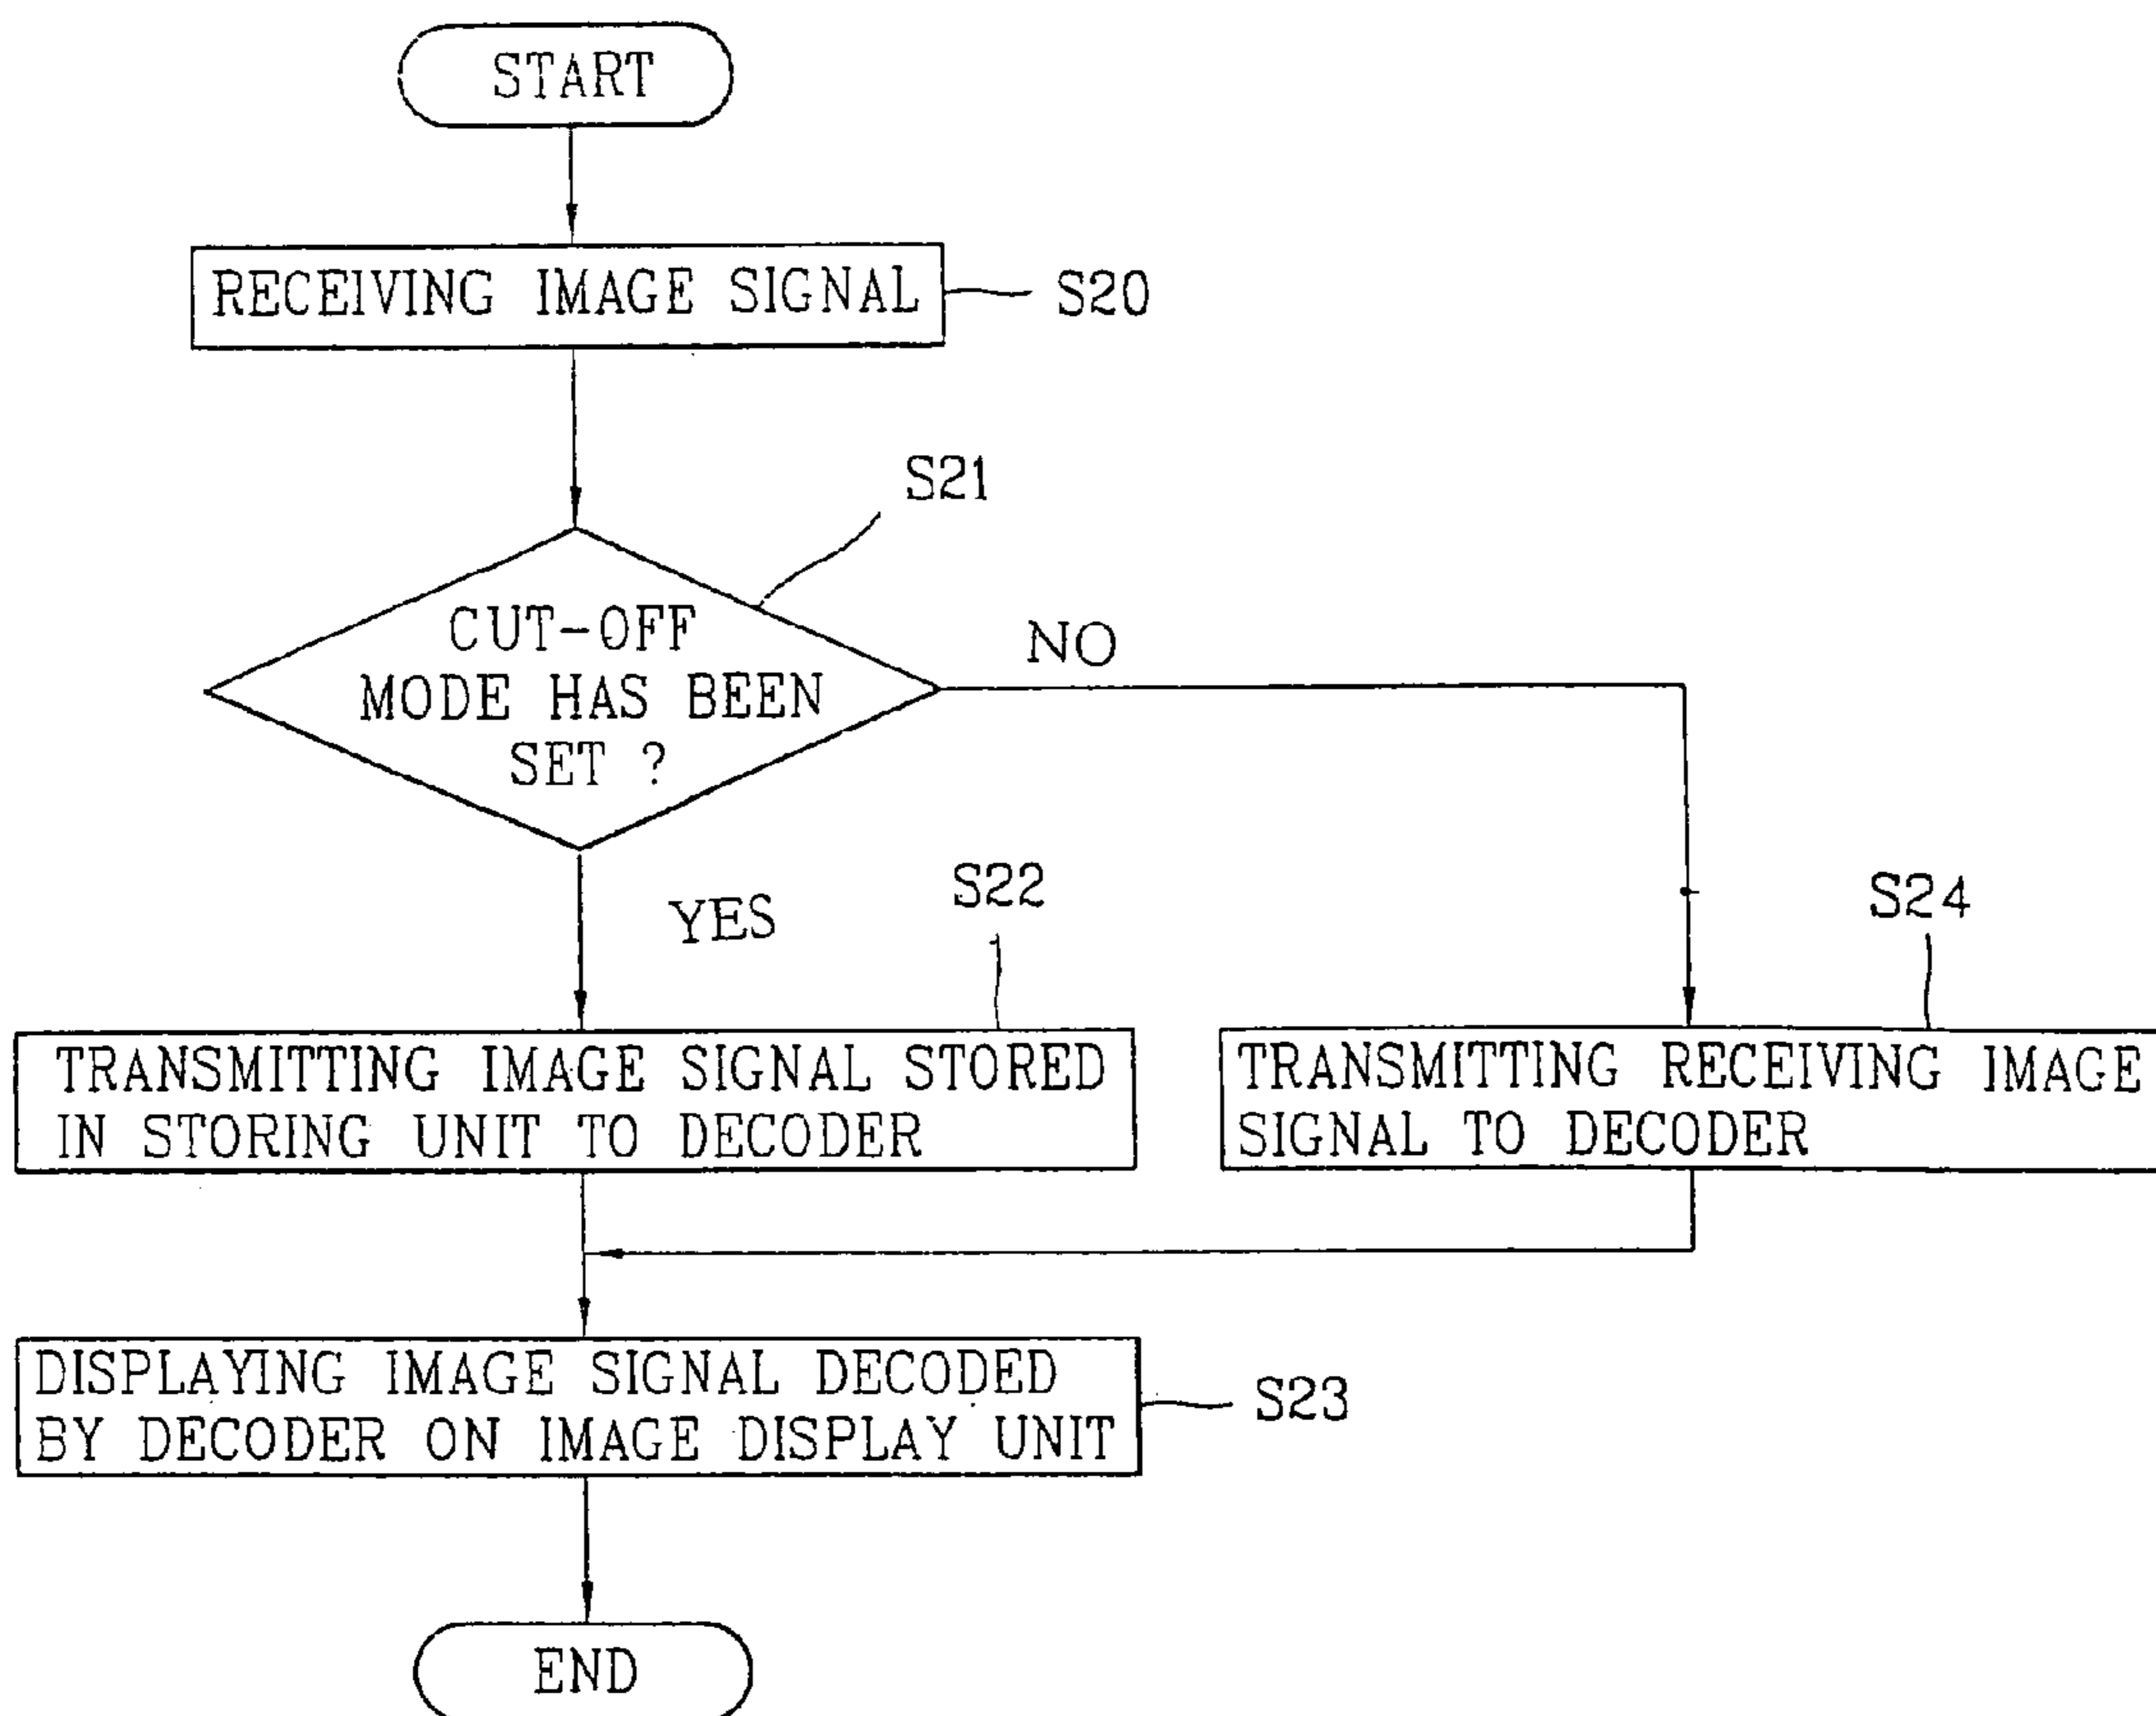 START
RECEIVING IMAGE SIGNAL
S20
S21
CUT-OFF
MODE HAS BEEN
SET ?
NO
YES
S22
S24
TRANSMITTING IMAGE SIGNAL STORED
IN STORING UNIT TO DECODER
TRANSMITTING RECEIVING IMAGE
SIGNAL TO DECODER
DISPLAYING IMAGE SIGNAL DECODED
BY DECODER ON IMAGE DISPLAY UNIT
S23
END